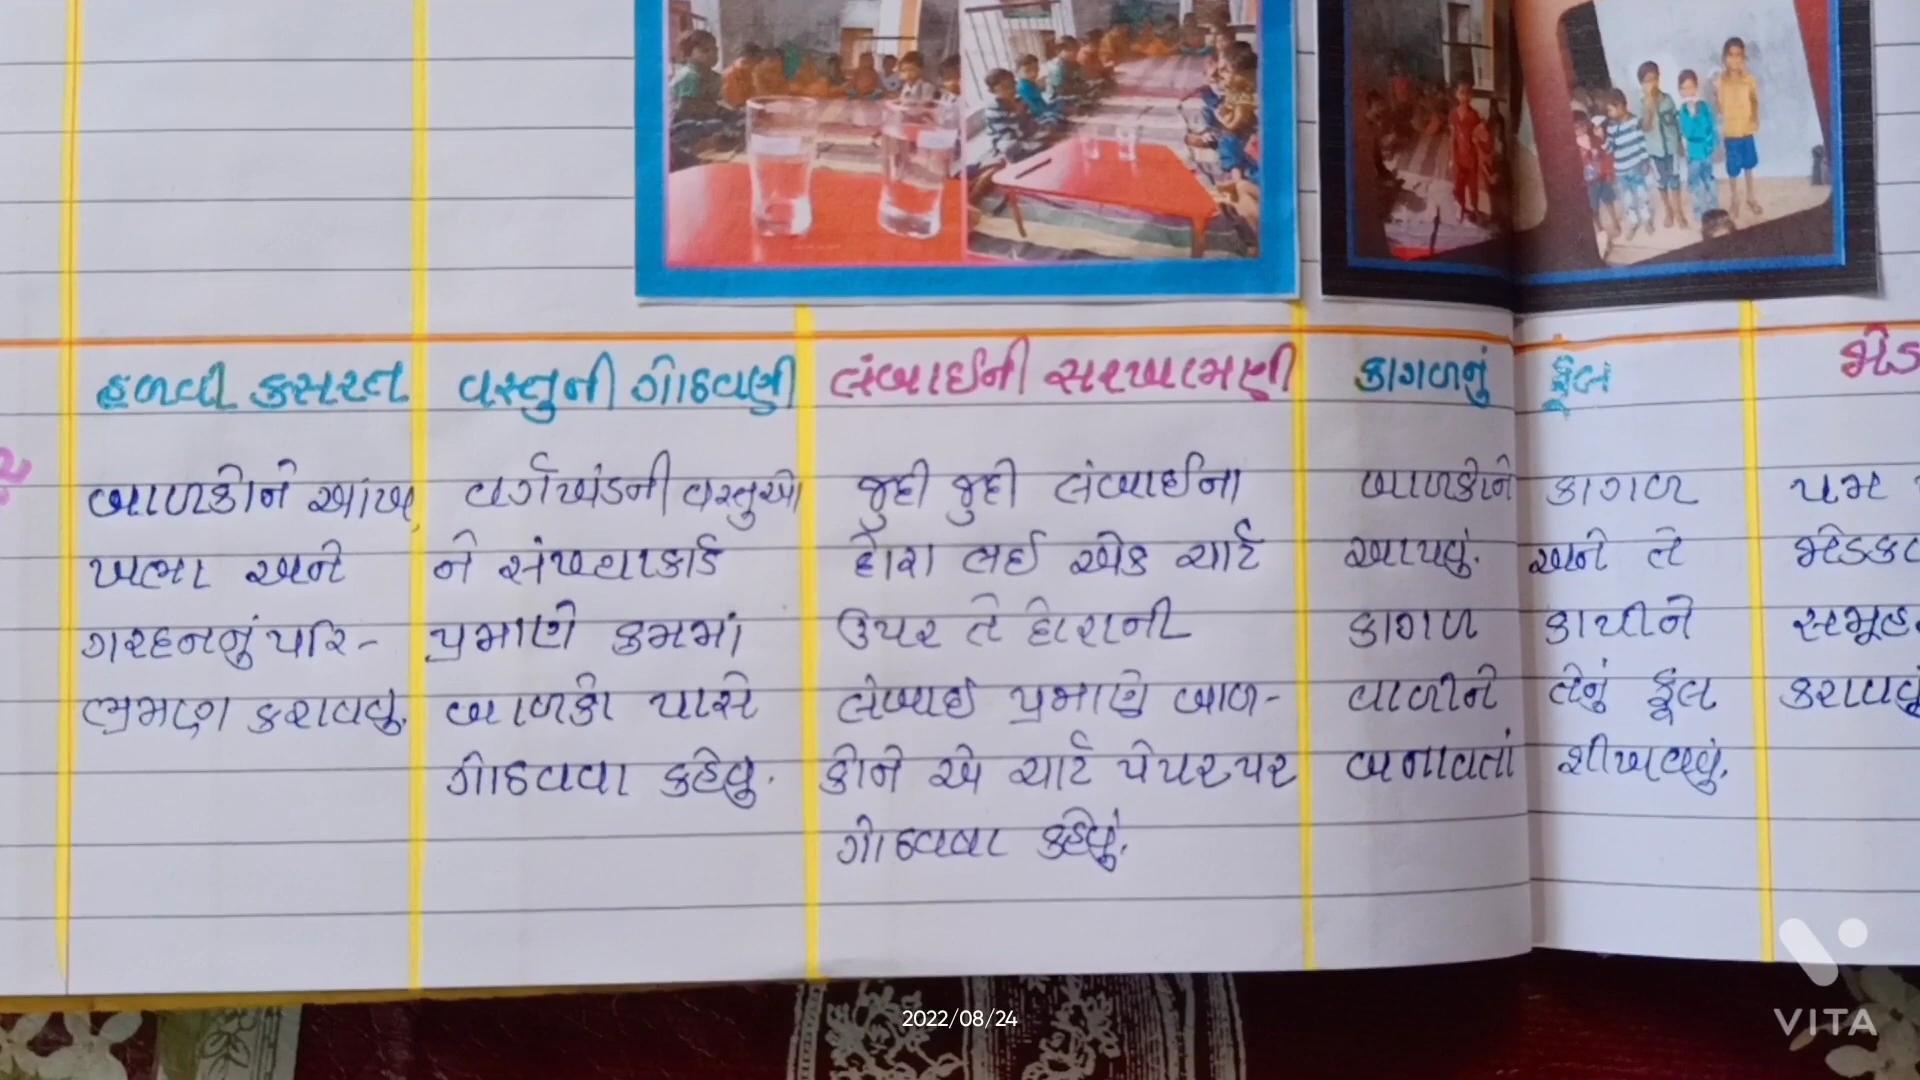 હળવી કસરત
બાળકોને આંખ,
ખભા અને
ગરદનનું પરિ-
ભ્રમણ કરાવવું.
વસ્તુની ગોઠવણી
વર્ગખંડની વસ્તુઓ
ને સંખ્યાકાર્ડ
પ્રમાણે ક્રમમાં
બાળકો પાસે
ગોઠવવા કહેવું.
લંબાઈની સરખામણી
જુદી જુદી લંબાઈના
દોરા લઈ એક ચાર્ટ
ઉપર તે દોરાની
લંબાઈ પ્રમાણે બાળ-
કોને એ ચાર્ટ પેપર પર
ગોઠવવા કહેવું.
કાગળનું ફૂલ
બાળકોને કાગળ
આપવું. અને તે
કાગળ કાપીને
વાળીને તેનું ફૂલ
બનાવતાં શીખવવું.
સમૂહ
કરાવવું
2022/08/24
VITA